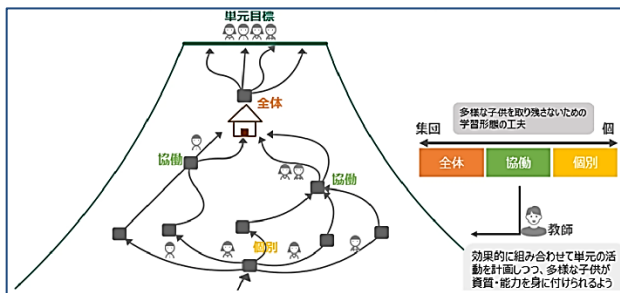 単元目標
全体
協働
協働
個別
多様な子供を取り残さないための
学習形態の工夫
集団
個
全体
協働
個別
教師
効果的に組み合わせて単元の活
動を計画しつつ、多様な子供が
資質・能力を身に付けられるよう